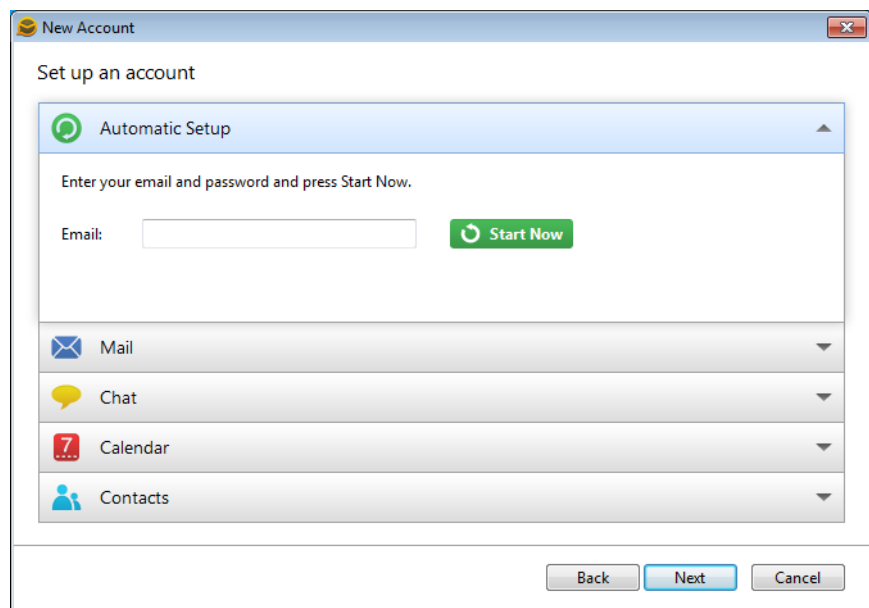 New Account
Set up an account
Automatic Setup
Enter your email and password and press Start Now.
Email: Start Now
Mail
Chat
7 Calendar
Contacts
Back Next Cancel